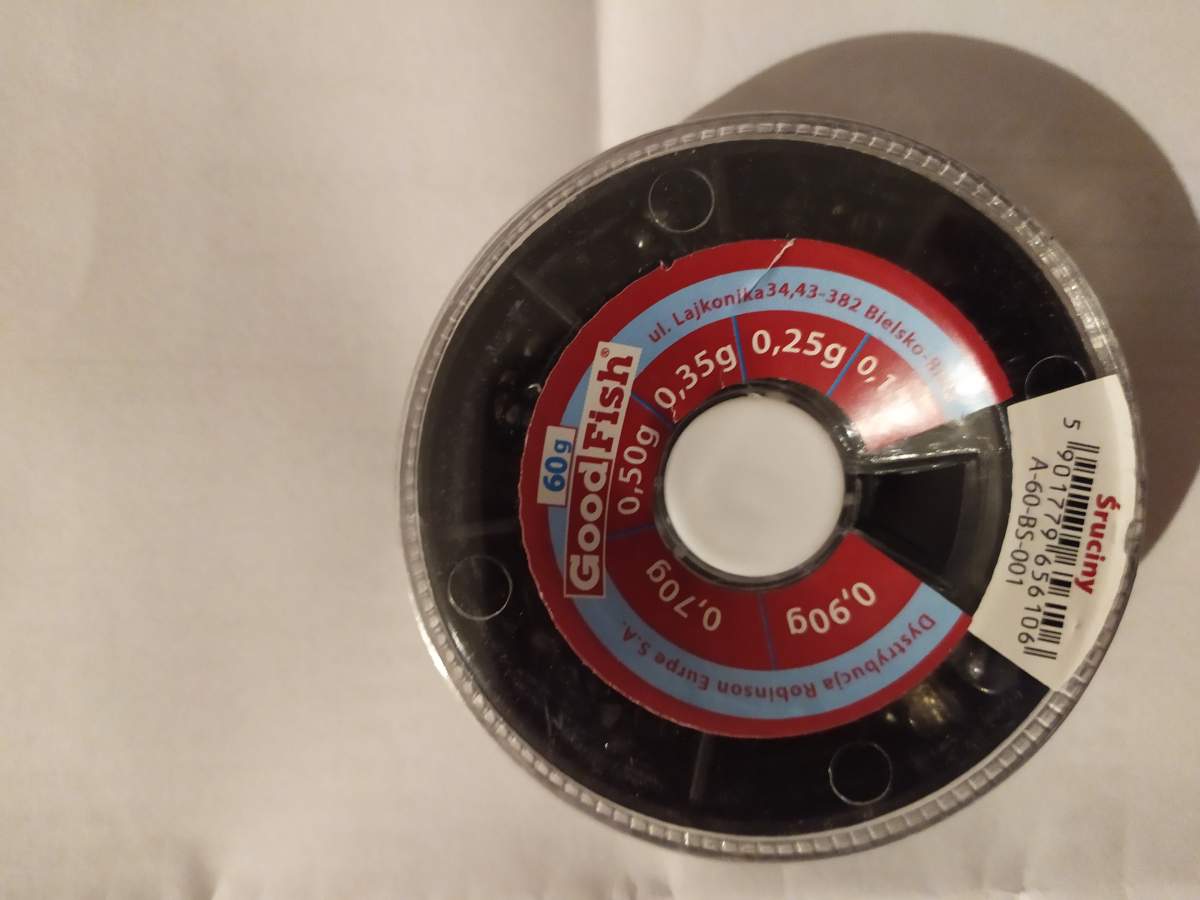 60g
GoodFish®
ul. Lajkonika34,43-382 Bielsko-
Dystrybucja Robinson Eurpe S.A.
0,25g
0,35g
0,50g
0,70g
0,90g
Śruciny
5 901779 656106
A-60-BS-001